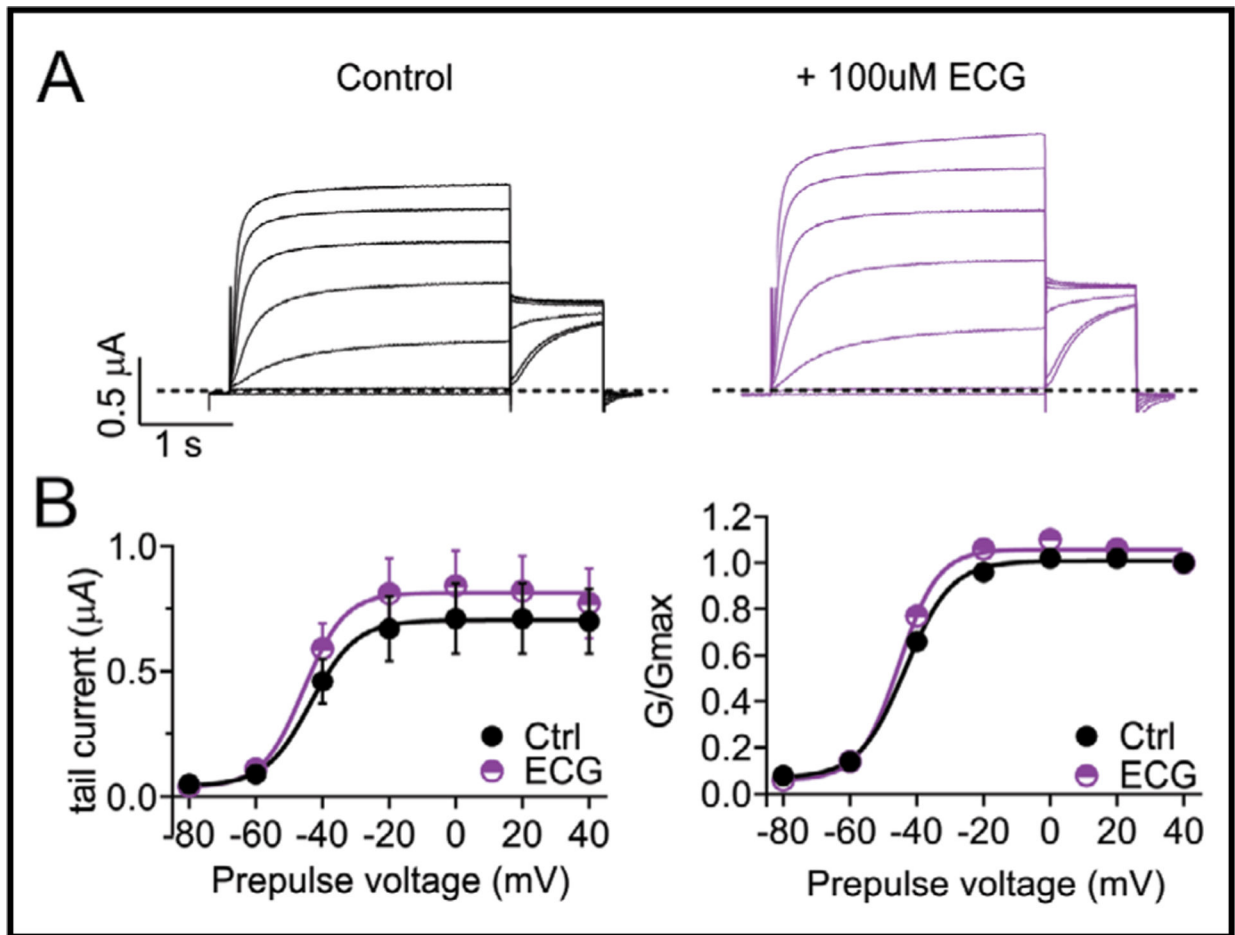 A
Control
+ 100uM ECG
0.5 μA
1 s
B
tail current (μA)
1.0
0.5
0.0
-80 -60 -40 -20 0 20 40
Prepulse voltage (mV)
Ctrl
ECG
G/Gmax
1.2
1.0
0.8
0.6
0.4
0.2
0.0
-80 -60 -40 -20 0 20 40
Prepulse voltage (mV)
Ctrl
ECG